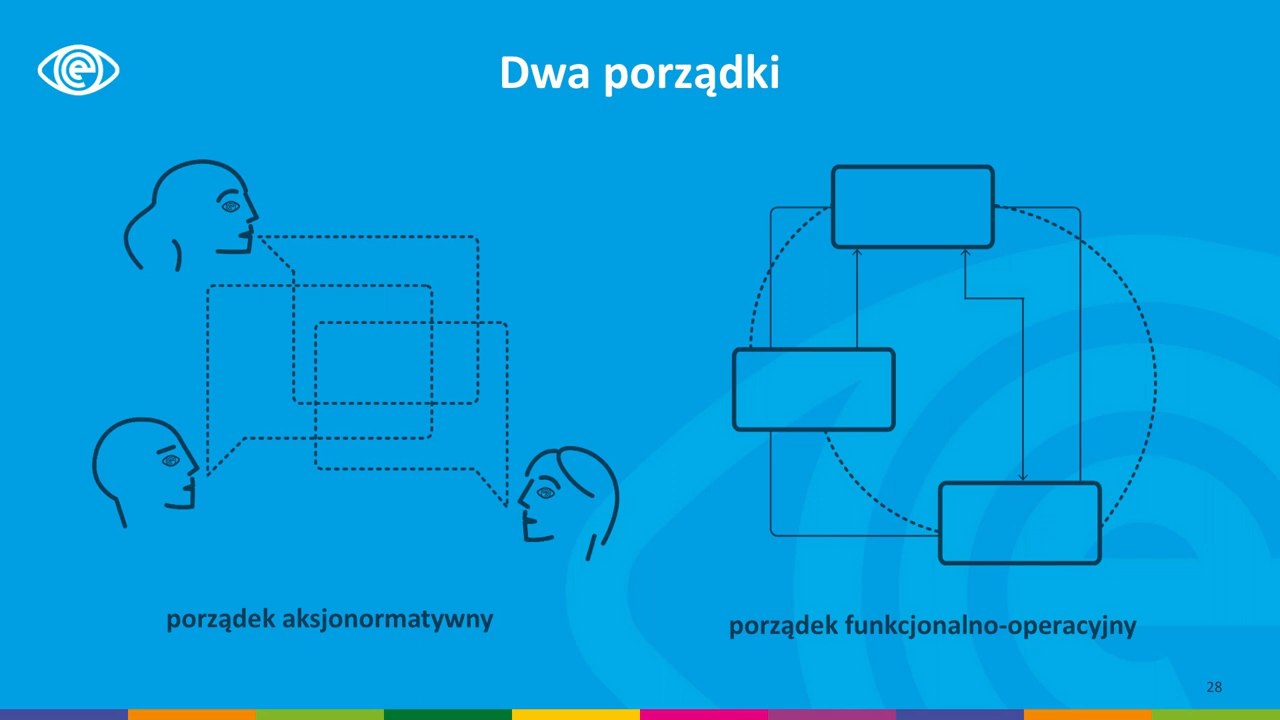 e
Dwa porządki
porządek aksjonormatywny
porządek funkcjonalno-operacyjny
28